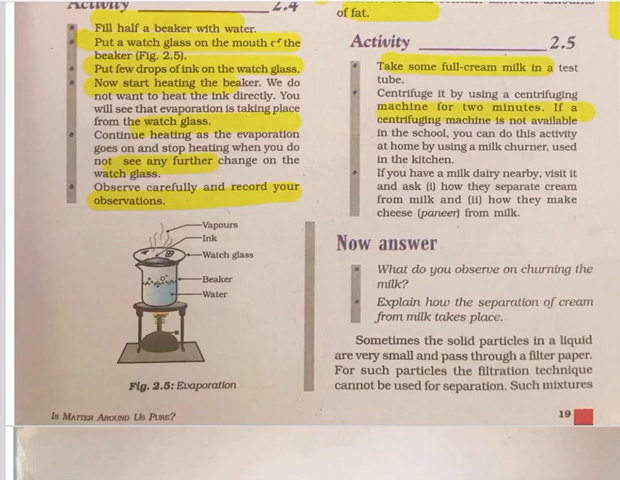 Activity 2.4
Fill half a beaker with water.
Put a watch glass on the mouth of the
beaker (Fig. 2.5).
Put few drops of ink on the watch glass.
Now start heating the beaker. We do
not want to heat the ink directly. You
will see that evaporation is taking place
from the watch glass.
Continue heating as the evaporation
goes on and stop heating when you do
not see any further change on the
watch glass.
Observe carefully and record your
observations.
Vapours
Ink
Watch glass
Beaker
Water
Fig. 2.5: Evaporation
IS MATTER AROUND US PURE?
of fat.
Activity 2.5
Take some full-cream milk in a test
tube.
Centrifuge it by using a centrifuging
machine for two minutes. If a
centrifuging machine is not available
in the school, you can do this activity
at home by using a milk churner, used
in the kitchen.
If you have a milk dairy nearby, visit it
and ask (i) how they separate cream
from milk and (ii) how they make
cheese (paneer) from milk.
Now answer
What do you observe on churning the
milk?
Explain how the separation of cream
from milk takes place.
Sometimes the solid particles in a liquid
are very small and pass through a filter paper.
For such particles the filtration technique
cannot be used for separation. Such mixtures
19